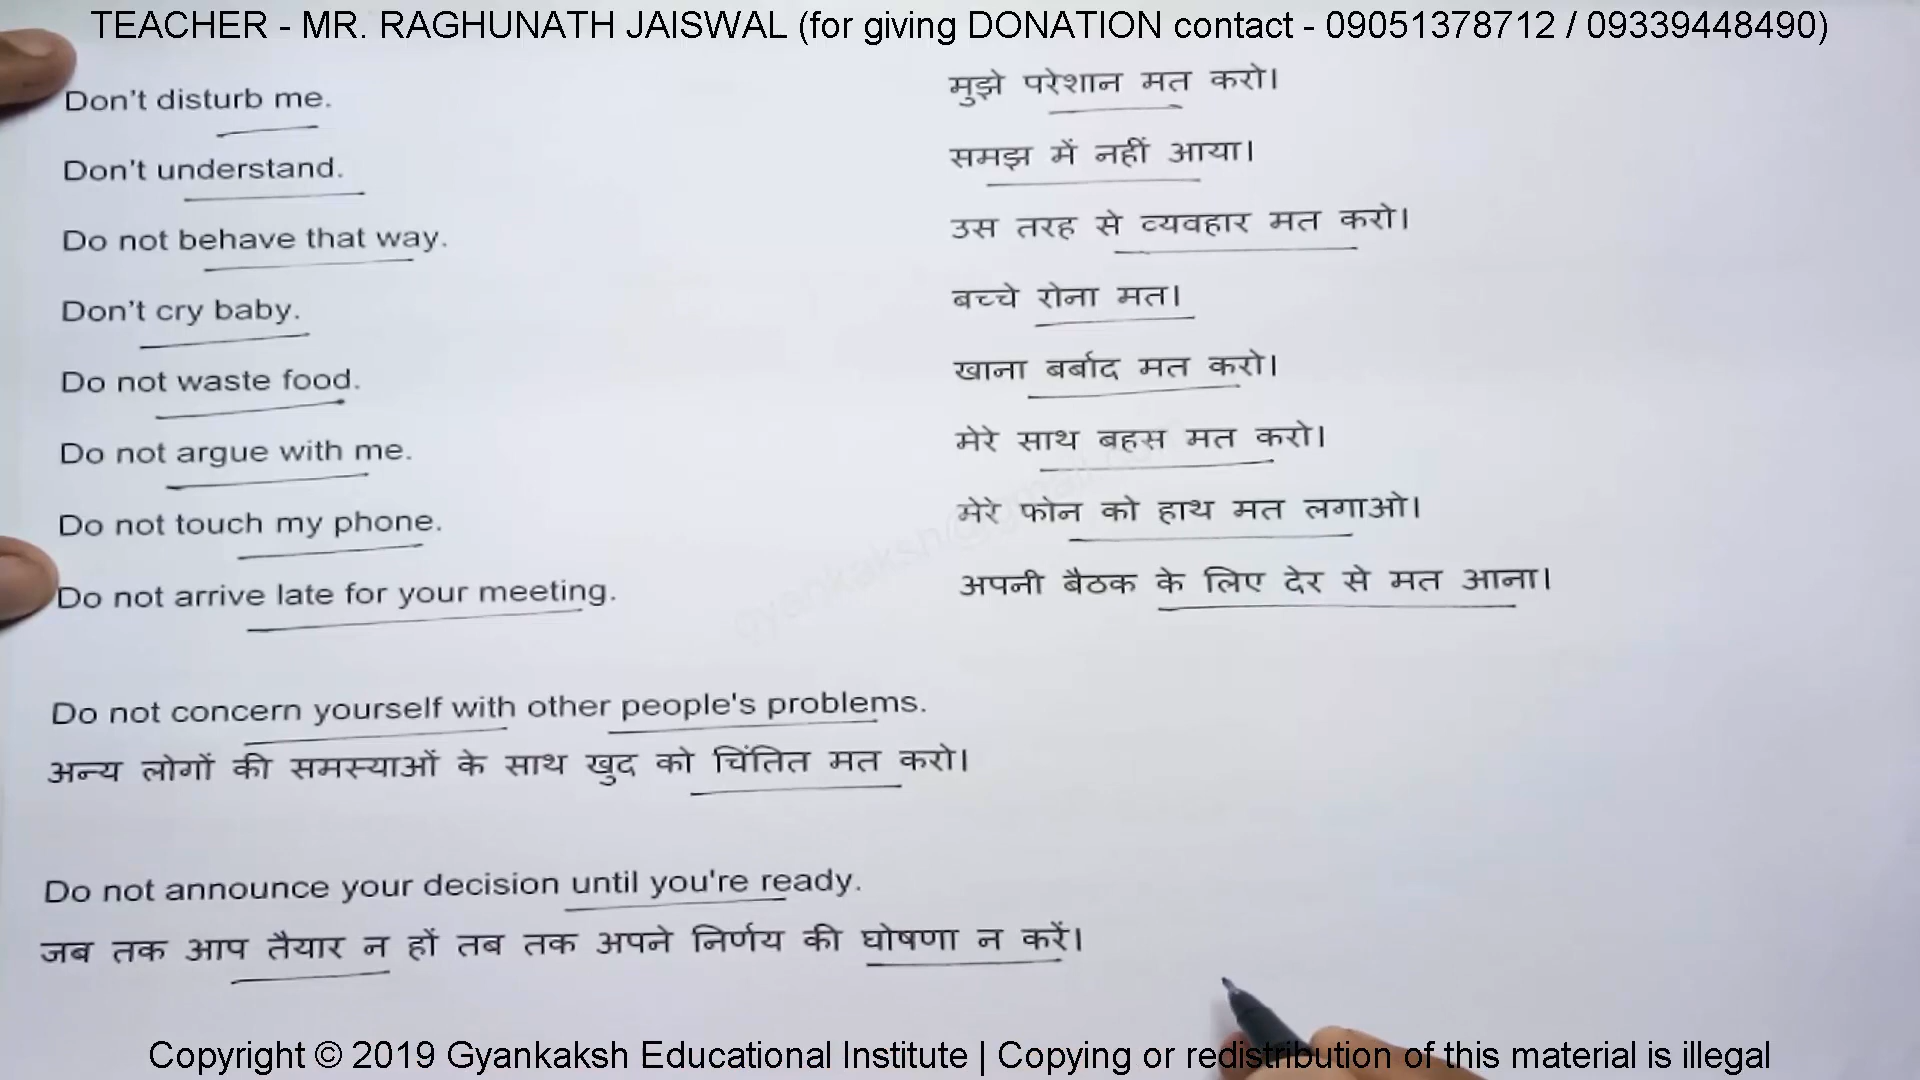 TEACHER - MR. RAGHUNATH JAISWAL (for giving DONATION contact - 09051378712 / 09339448490)
Don't disturb me. मुझे परेशान मत करो।
Don't understand. समझ में नहीं आया।
Do not behave that way. उस तरह से व्यवहार मत करो।
Don't cry baby. बच्चे रोना मत।
Do not waste food. खाना बर्बाद मत करो।
Do not argue with me. मेरे साथ बहस मत करो।
Do not touch my phone. मेरे फोन को हाथ मत लगाओ।
Do not arrive late for your meeting. अपनी बैठक के लिए देर से मत आना।
Do not concern yourself with other people's problems.
अन्य लोगों की समस्याओं के साथ खुद को चिंतित मत करो।
Do not announce your decision until you're ready.
जब तक आप तैयार न हों तब तक अपने निर्णय की घोषणा न करें।
Copyright © 2019 Gyankaksh Educational Institute | Copying or redistribution of this material is illegal